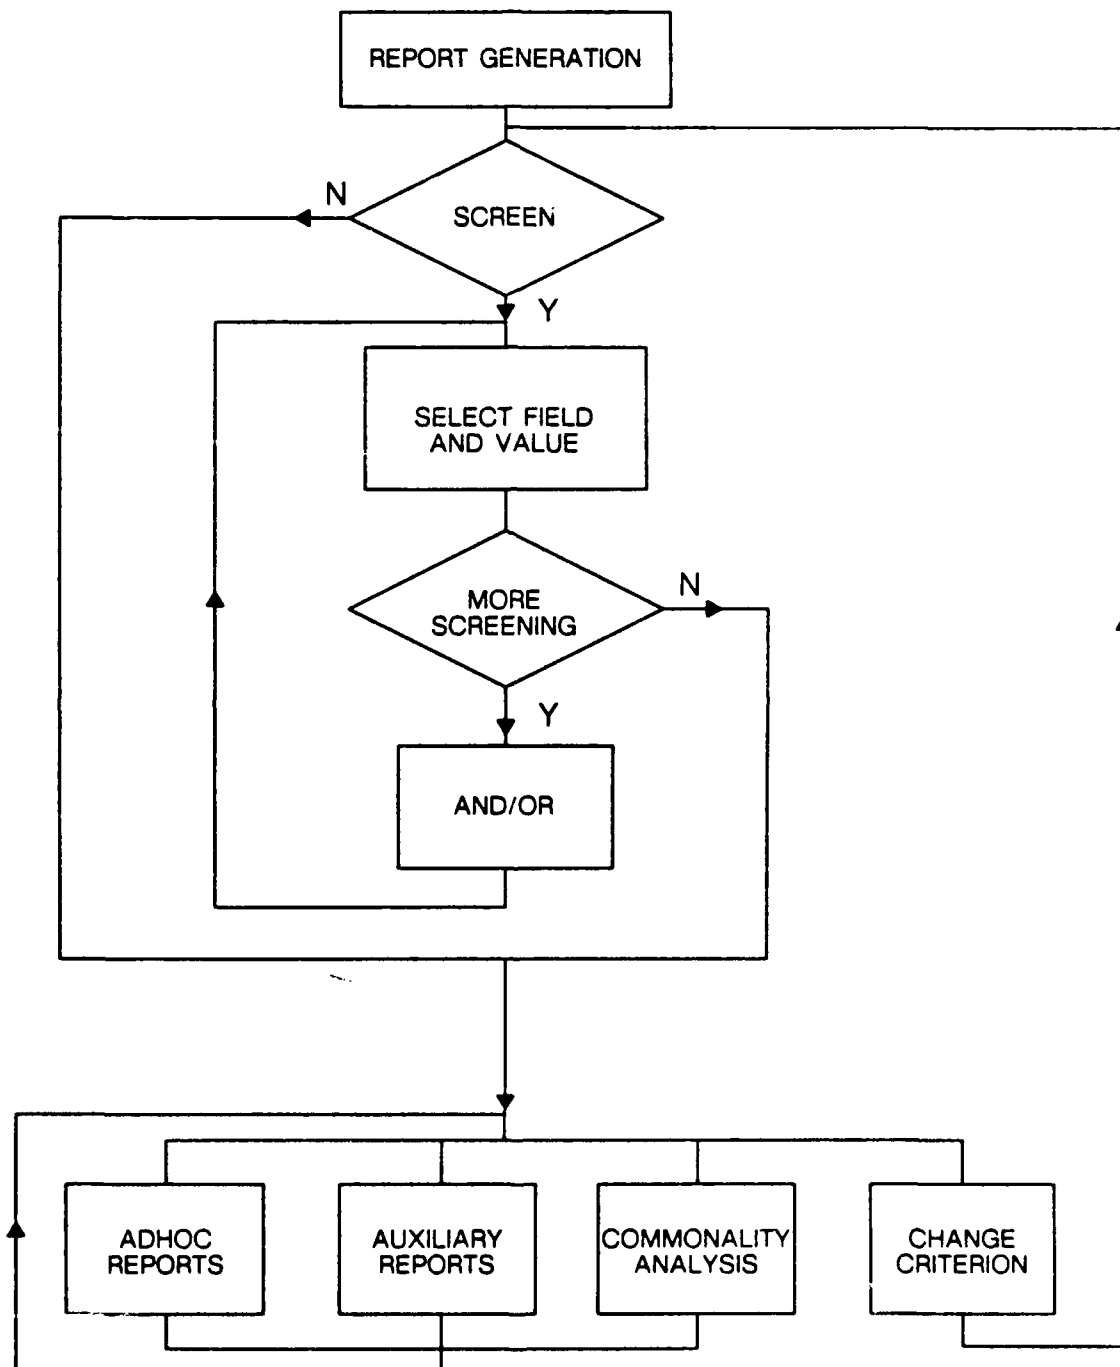 REPORT GENERATION
N
SCREEN
Y
SELECT FIELD
AND VALUE
MORE
SCREENING
N
Y
AND/OR
ADHOC
REPORTS
AUXILIARY
REPORTS
COMMONALITY
ANALYSIS
CHANGE
CRITERION